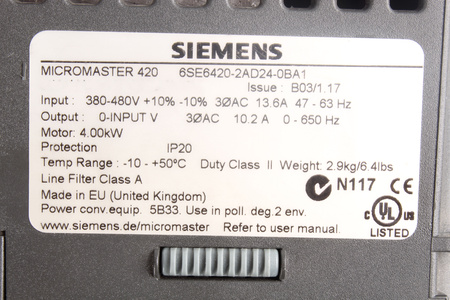 SIEMENS
MICROMASTER 420 6SE6420-2AD24-0BA1
Issue : B03/1.17
Input : 380-480V +10% -10% 3ØAC 13.6A 47 - 63 Hz
Output : 0-INPUT V 3ØAC 10.2 A 0 - 650 Hz
Motor: 4.00kW
Protection IP20
Temp Range : -10 - +50°C Duty Class II Weight: 2.9kg/6.4lbs
Line Filter Class A N117 CE
Made in EU (United Kingdom)
Power conv.equip. 5B33. Use in poll. deg.2 env. c UL us
www.siemens.de/micromaster Refer to user manual. LISTED